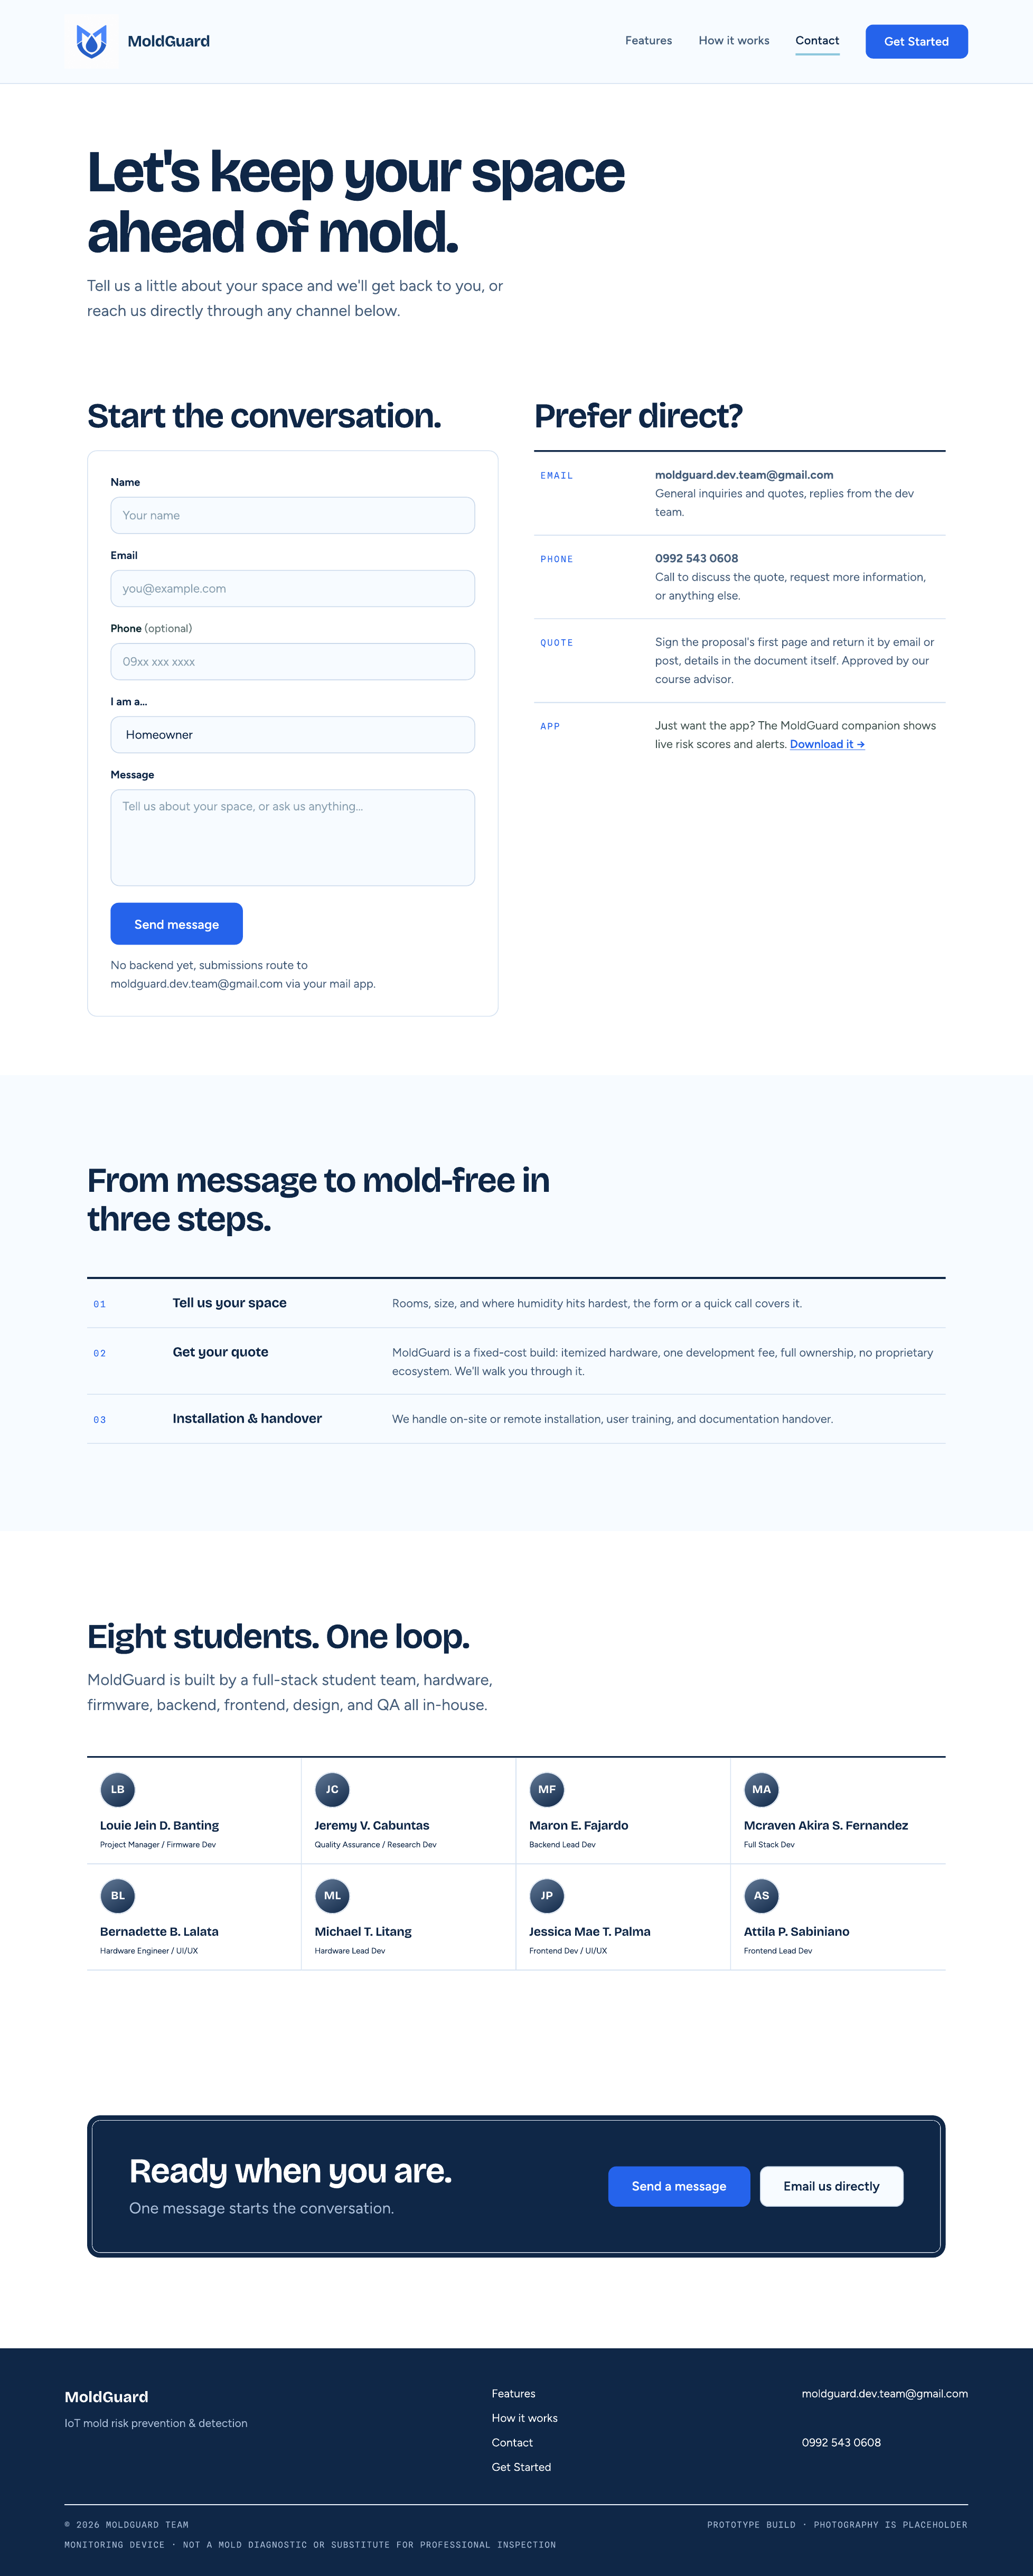 MoldGuard
Features
How it works
Contact
Get Started
Let's keep your space
ahead of mold.
Tell us a little about your space and we'll get back to you, or
reach us directly through any channel below.
Start the conversation.
Name
Your name
Email
you@example.com
Phone (optional)
09xx xxx xxxx
I am a…
Homeowner
Message
Tell us about your space, or ask us anything…
Send message
No backend yet, submissions route to
moldguard.dev.team@gmail.com via your mail app.
Prefer direct?
EMAIL
moldguard.dev.team@gmail.com
General inquiries and quotes, replies from the dev
team.
PHONE
0992 543 0608
Call to discuss the quote, request more information,
or anything else.
QUOTE
Sign the proposal's first page and return it by email or
post, details in the document itself. Approved by our
course advisor.
APP
Just want the app? The MoldGuard companion shows
live risk scores and alerts. Download it →
From message to mold-free in
three steps.
01
Tell us your space
Rooms, size, and where humidity hits hardest, the form or a quick call covers it.
02
Get your quote
MoldGuard is a fixed-cost build: itemized hardware, one development fee, full ownership, no proprietary
ecosystem. We'll walk you through it.
03
Installation & handover
We handle on-site or remote installation, user training, and documentation handover.
Eight students. One loop.
MoldGuard is built by a full-stack student team, hardware,
firmware, backend, frontend, design, and QA all in-house.
LB
Louie Jein D. Banting
Project Manager / Firmware Dev
JC
Jeremy V. Cabuntas
Quality Assurance / Research Dev
MF
Maron E. Fajardo
Backend Lead Dev
MA
Mcraven Akira S. Fernandez
Full Stack Dev
BL
Bernadette B. Lalata
Hardware Engineer / UI/UX
ML
Michael T. Litang
Hardware Lead Dev
JP
Jessica Mae T. Palma
Frontend Dev / UI/UX
AS
Attila P. Sabiniano
Frontend Lead Dev
Ready when you are.
One message starts the conversation.
Send a message
Email us directly
MoldGuard
IoT mold risk prevention & detection
Features
How it works
Contact
Get Started
moldguard.dev.team@gmail.com
0992 543 0608
© 2026 MOLDGUARD TEAM
PROTOTYPE BUILD · PHOTOGRAPHY IS PLACEHOLDER
MONITORING DEVICE · NOT A MOLD DIAGNOSTIC OR SUBSTITUTE FOR PROFESSIONAL INSPECTION